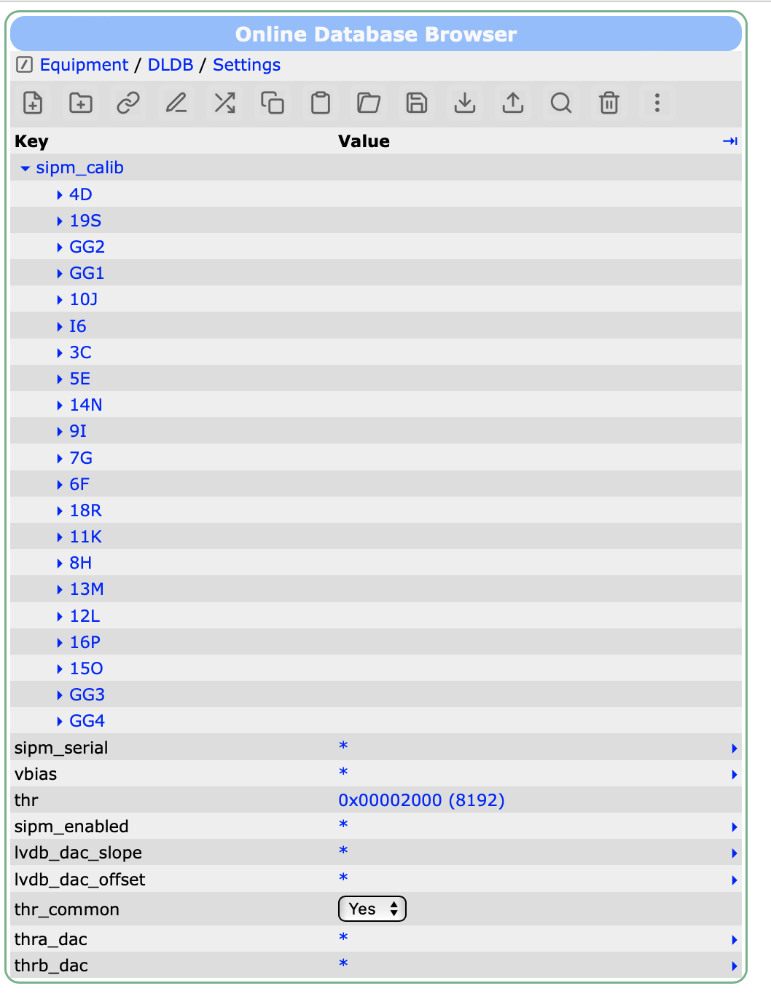 Online Database Browser
Equipment / DLDB / Settings
Key Value
sipm_calib
4D
19S
GG2
GG1
10J
I6
3C
5E
14N
9I
7G
6F
18R
11K
8H
13M
12L
16P
15O
GG3
GG4
sipm_serial *
vbias *
thr 0x00002000 (8192)
sipm_enabled *
lvdb_dac_slope *
lvdb_dac_offset *
thr_common Yes
thra_dac *
thrb_dac *